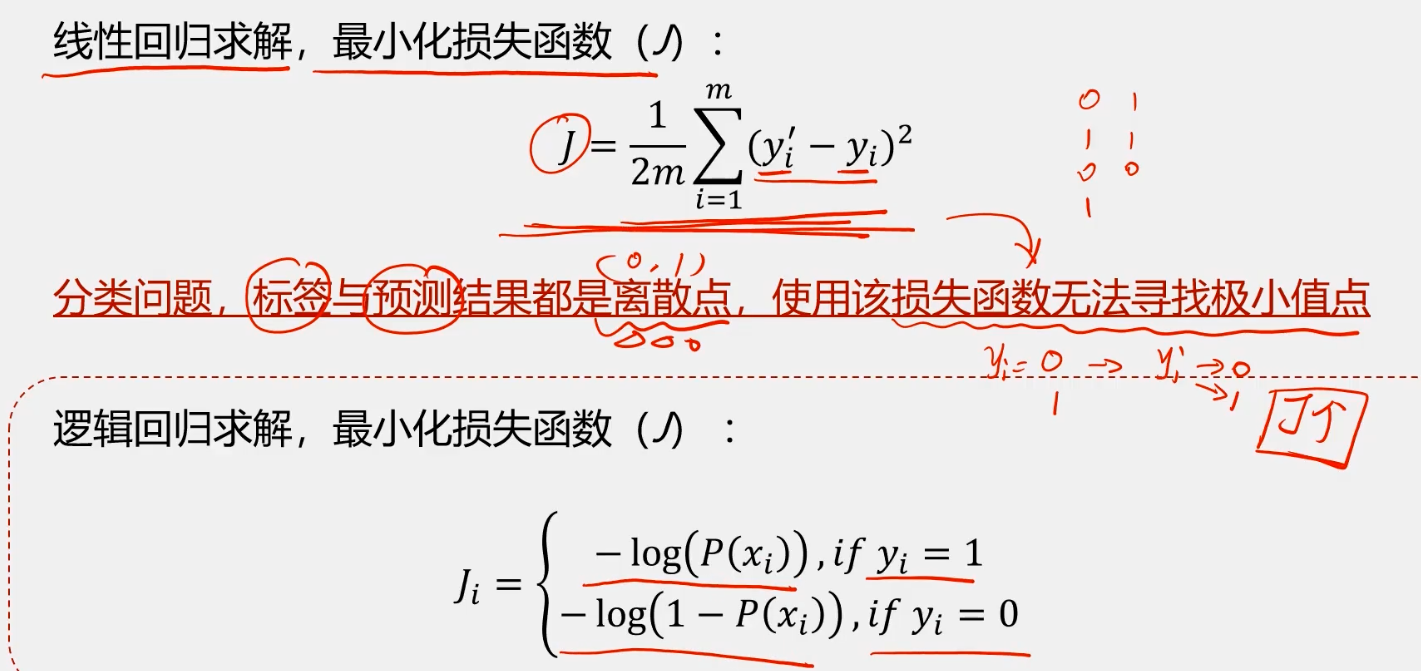 线性回归求解，最小化损失函数（J）：
J = \frac{1}{2m} \sum_{i=1}^{m} (y_i' - y_i)^2
0 1
1 1
0 0
1
(0, 1)
分类问题，标签与预测结果都是离散点，使用该损失函数无法寻找极小值点
y_i = 0 → y_i' → 0
1 → 1
J↑
逻辑回归求解，最小化损失函数（J）：
J_i = \begin{cases} -\log(P(x_i)), if y_i = 1 \\ -\log(1 - P(x_i)), if y_i = 0 \end{cases}